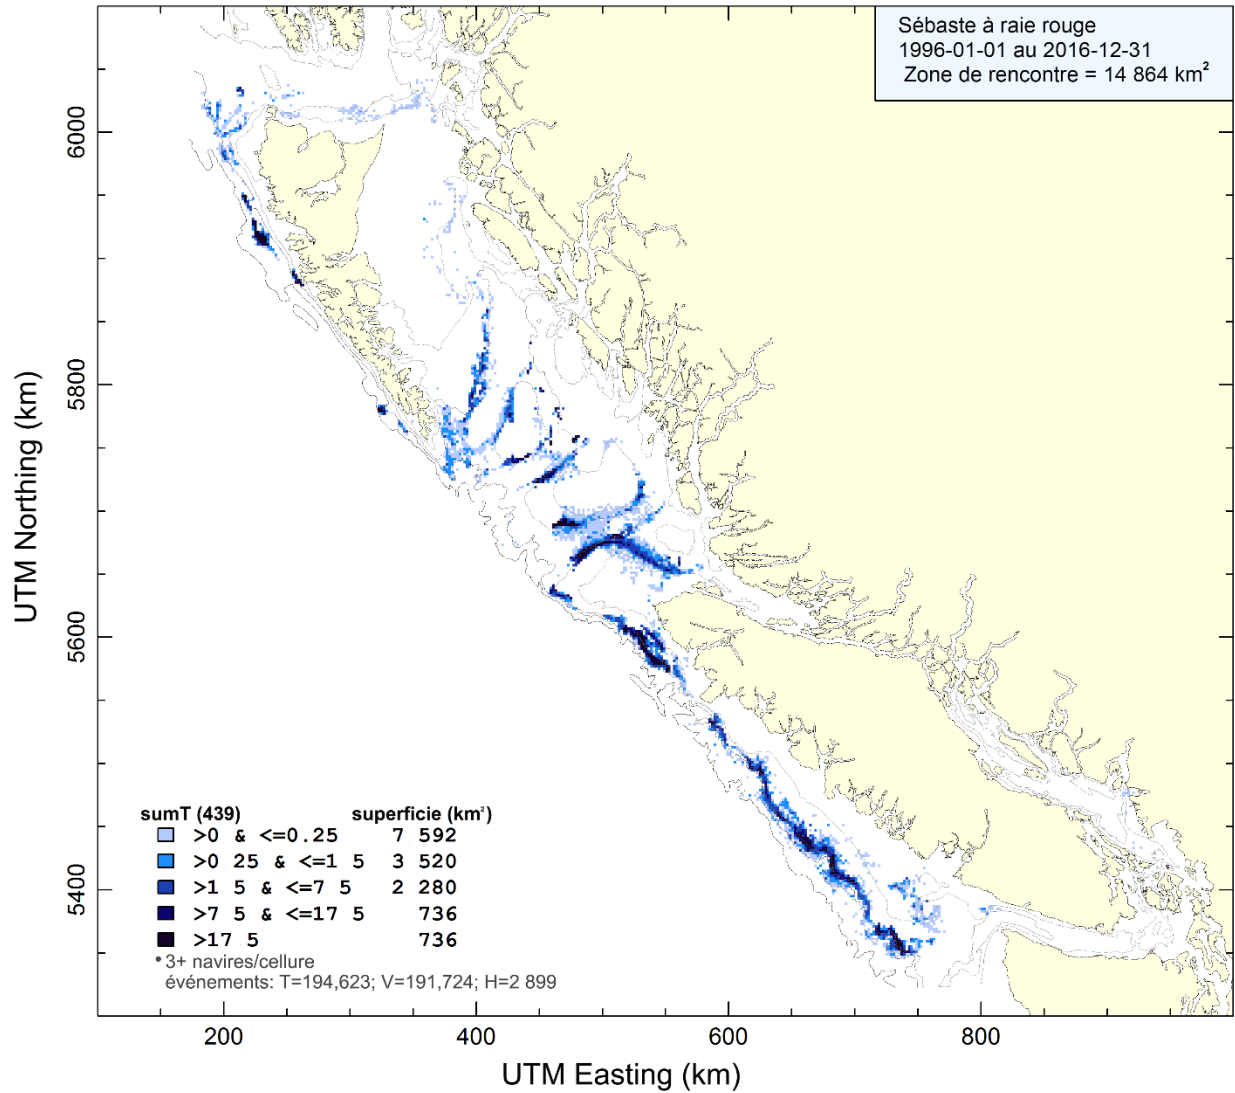 Sébaste à raie rouge
1996-01-01 au 2016-12-31
Zone de rencontre = 14 864 km²
6000
5800
5600
5400
UTM Northing (km)
sumT (439) superficie (km²)
>0 & <=0.25 7 592
>0 25 & <=1 5 3 520
>1 5 & <=7 5 2 280
>7 5 & <=17 5 736
>17 5 736
* 3+ navires/cellure
événements: T=194,623; V=191,724; H=2 899
200 400 600 800
UTM Easting (km)